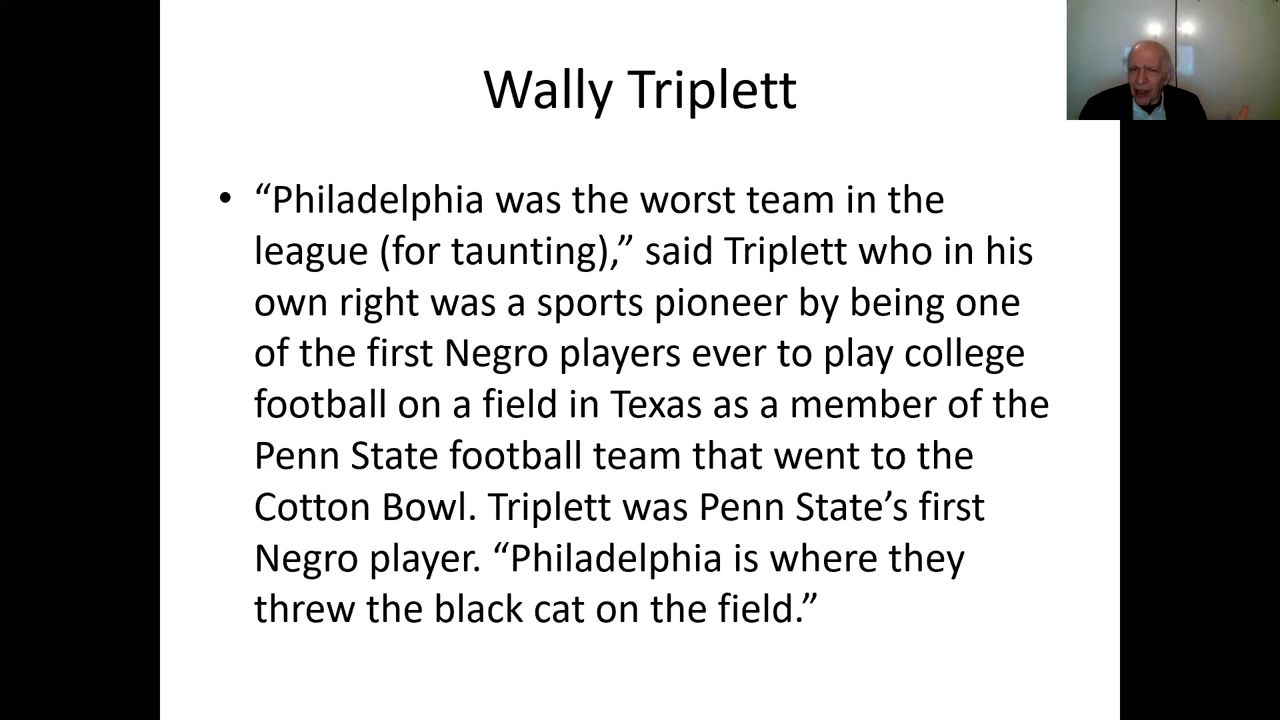 Wally Triplett
• “Philadelphia was the worst team in the
league (for taunting),” said Triplett who in his
own right was a sports pioneer by being one
of the first Negro players ever to play college
football on a field in Texas as a member of the
Penn State football team that went to the
Cotton Bowl. Triplett was Penn State’s first
Negro player. “Philadelphia is where they
threw the black cat on the field.”